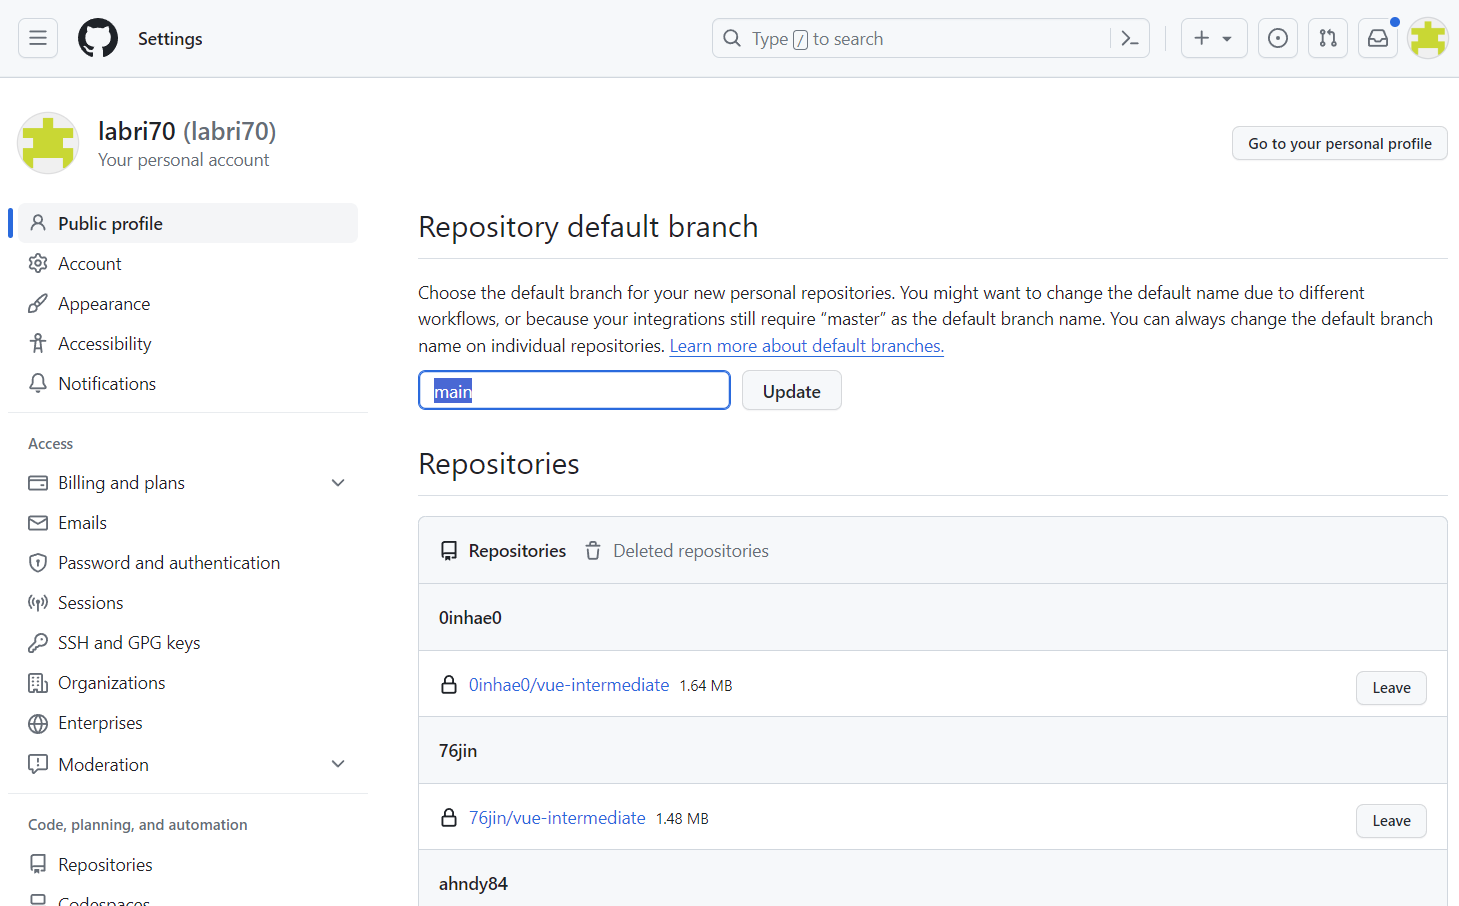 Settings
Type / to search
labri70 (labri70)
Your personal account
Go to your personal profile
Public profile
Account
Appearance
Accessibility
Notifications
Access
Billing and plans
Emails
Password and authentication
Sessions
SSH and GPG keys
Organizations
Enterprises
Moderation
Code, planning, and automation
Repositories
Codespaces
Repository default branch
Choose the default branch for your new personal repositories. You might want to change the default name due to different
workflows, or because your integrations still require “master” as the default branch name. You can always change the default branch
name on individual repositories. Learn more about default branches.
main
Update
Repositories
Repositories
Deleted repositories
0inhae0
0inhae0/vue-intermediate 1.64 MB
Leave
76jin
76jin/vue-intermediate 1.48 MB
Leave
ahndy84